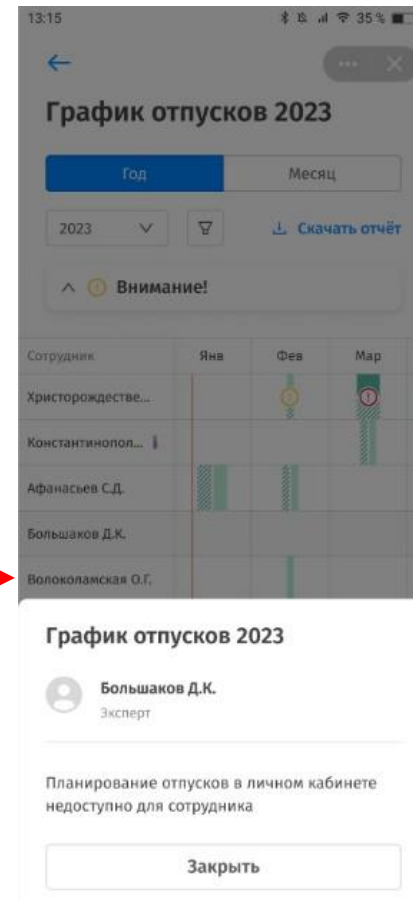 13:15 35 %
График отпусков 2023
Год Месяц
2023 Скачать отчёт
Внимание!
Сотрудник Янв Фев Мар
Христорождестве...
Константинопол...
Афанасьев С.Д.
Большаков Д.К.
Волоколамская О.Г.
График отпусков 2023
Большаков Д.К.
Эксперт
Планирование отпусков в личном кабинете
недоступно для сотрудника
Закрыть